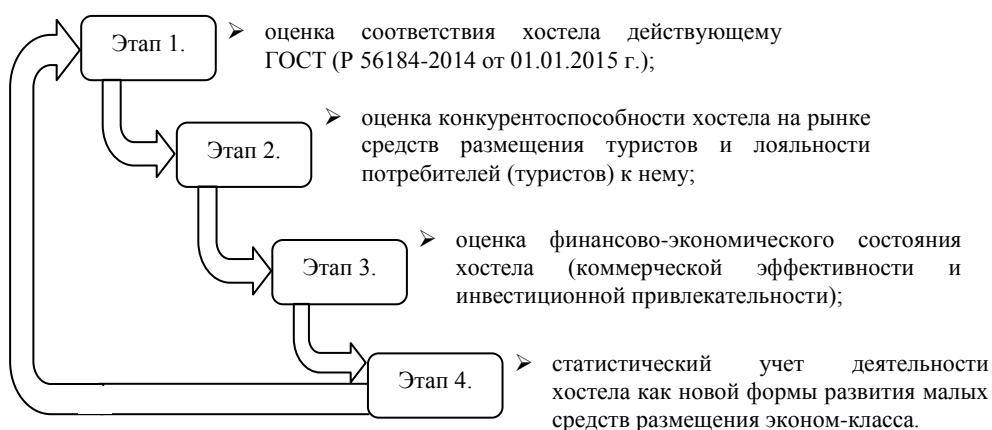 Этап 1.
➢ оценка соответствия хостела действующему
ГОСТ (Р 56184-2014 от 01.01.2015 г.);
Этап 2.
➢ оценка конкурентоспособности хостела на рынке
средств размещения туристов и лояльности
потребителей (туристов) к нему;
Этап 3.
➢ оценка финансово-экономического состояния
хостела (коммерческой эффективности и
инвестиционной привлекательности);
Этап 4.
➢ статистический учет деятельности
хостела как новой формы развития малых
средств размещения эконом-класса.